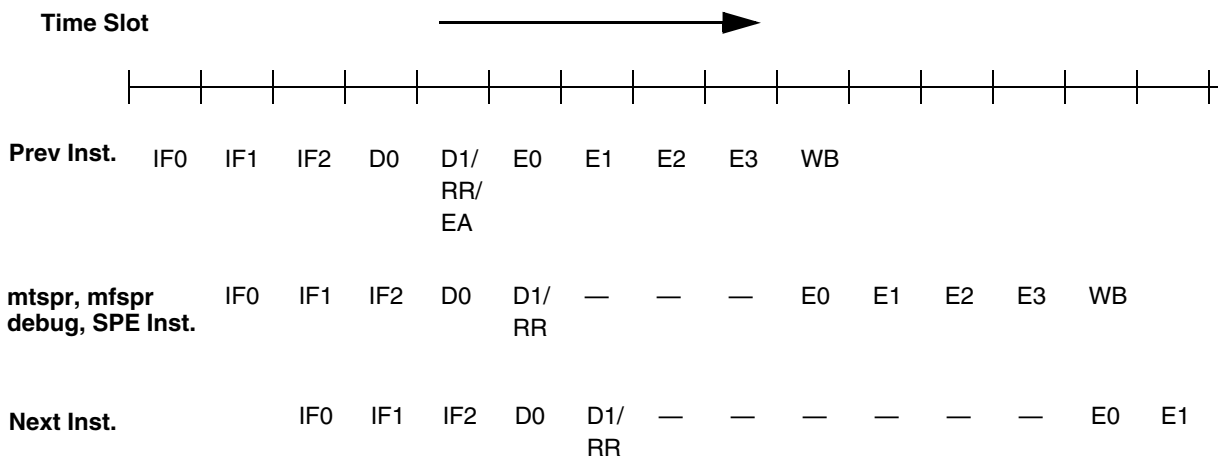 Time Slot
Prev Inst. IF0 IF1 IF2 D0 D1/ E0 E1 E2 E3 WB
RR/
EA
mtspr, mfspr IF0 IF1 IF2 D0 D1/ — — — E0 E1 E2 E3 WB
debug, SPE Inst. RR
Next Inst. IF0 IF1 IF2 D0 D1/ — — — — — — E0 E1
RR